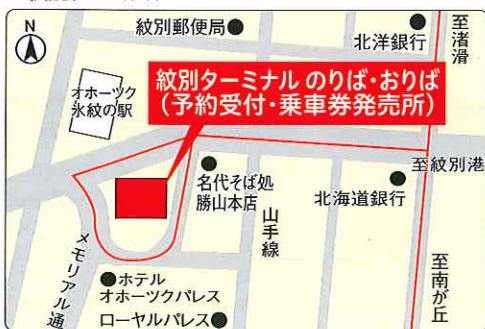 N
紋別郵便局
北洋銀行
至渚滑
オホーツク
氷紋の駅
紋別ターミナル のりば・おりば
(予約受付・乗車券発売所)
至紋別港
名代そば処
勝山本店
山手線
北海道銀行
メモリアル通
至南が丘
ホテル
オホーツクパレス
ローヤルパレス